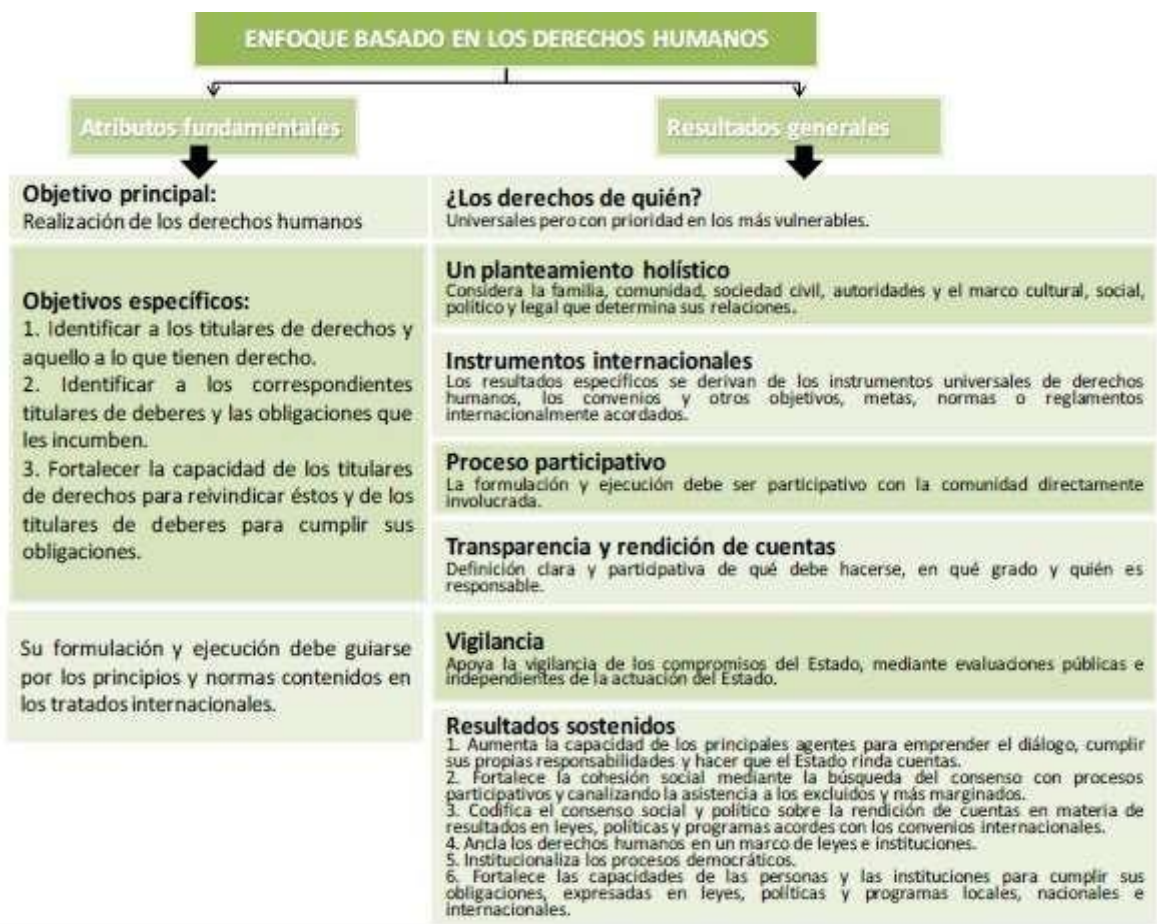 ENFOQUE BASADO EN LOS DERECHOS HUMANOS
Atributos fundamentales
Objetivo principal:
Realización de los derechos humanos
Objetivos específicos:
1. Identificar a los titulares de derechos y
aquello a lo que tienen derecho.
2. Identificar a los correspondientes
titulares de deberes y las obligaciones que
les incumben.
3. Fortalecer la capacidad de los titulares
de derechos para reivindicar éstos y de los
titulares de deberes para cumplir sus
obligaciones.
Su formulación y ejecución debe guiarse
por los principios y normas contenidos en
los tratados internacionales.
Resultados generales
¿Los derechos de quién?
Universales pero con prioridad en los más vulnerables.
Un planteamiento holístico
Considera la familia, comunidad, sociedad civil, autoridades y el marco cultural, social,
político y legal que determina sus relaciones.
Instrumentos internacionales
Los resultados específicos se derivan de los instrumentos universales de derechos
humanos, los convenios y otros objetivos, metas, normas o reglamentos
internacionalmente acordados.
Proceso participativo
La formulación y ejecución debe ser participativo con la comunidad directamente
involucrada.
Transparencia y rendición de cuentas
Definición clara y participativa de qué debe hacerse, en qué grado y quién es
responsable.
Vigilancia
Apoya la vigilancia de los compromisos del Estado, mediante evaluaciones públicas e
independientes de la actuación del Estado.
Resultados sostenidos
1. Aumenta la capacidad de los principales agentes para emprender el diálogo, cumplir
sus propias responsabilidades y hacer que el Estado rinda cuentas.
2. Fortalece la cohesión social mediante la búsqueda del consenso con procesos
participativos y canalizando la asistencia a los excluidos y más marginados.
3. Codifica el consenso social y político sobre la rendición de cuentas en materia de
resultados en leyes, políticas y programas acordes con los convenios internacionales.
4. Ancla los derechos humanos en un marco de leyes e instituciones.
5. Institucionaliza los procesos democráticos.
6. Fortalece las capacidades de las personas y las instituciones para cumplir sus
obligaciones, expresadas en leyes, políticas y programas locales, nacionales e
internacionales.